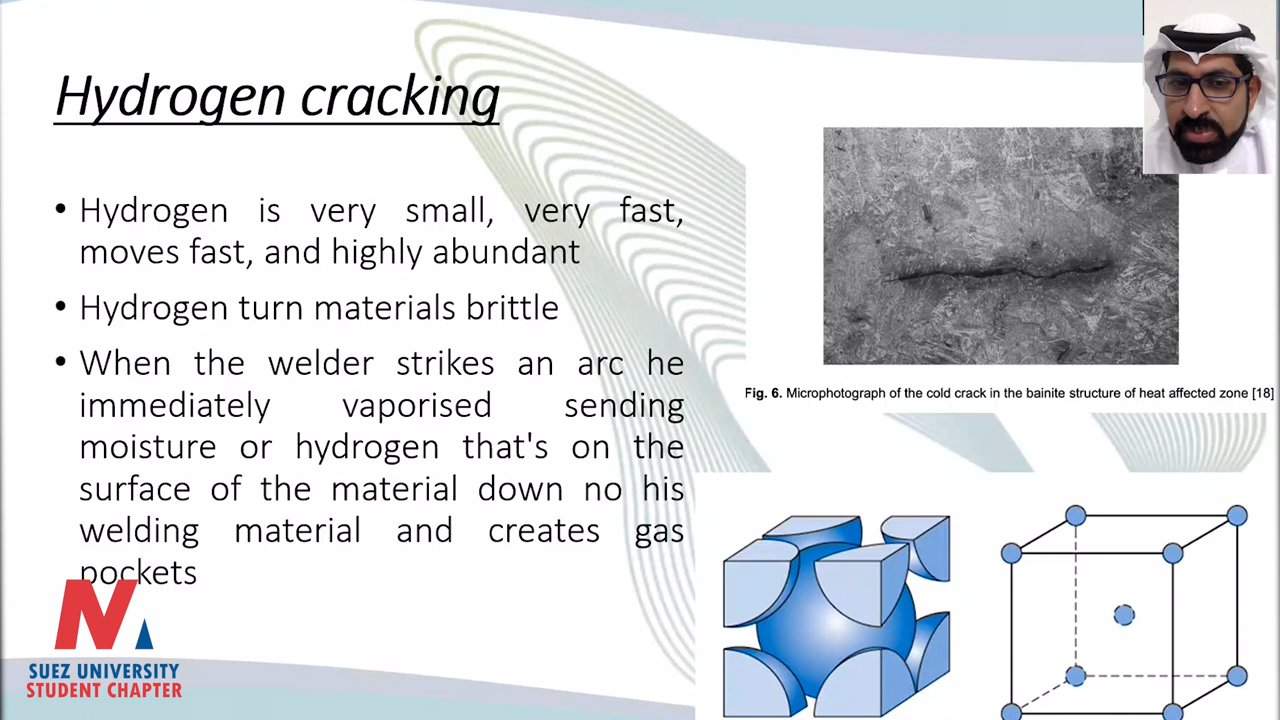 Hydrogen cracking
• Hydrogen is very small, very fast,
moves fast, and highly abundant
• Hydrogen turn materials brittle
• When the welder strikes an arc he
immediately vaporised sending
moisture or hydrogen that's on the
surface of the material down no his
welding material and creates gas
pockets
Fig. 6. Microphotograph of the cold crack in the bainite structure of heat affected zone [18]
SUEZ UNIVERSITY
STUDENT CHAPTER